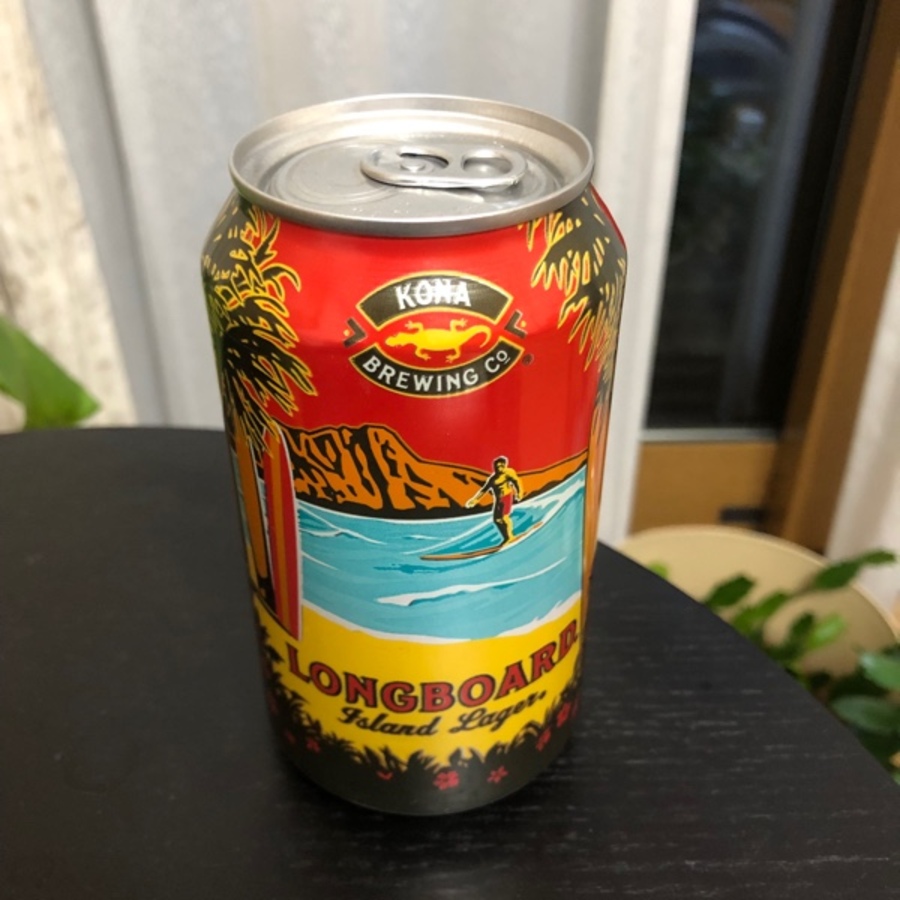 KONA
BREWING CO
LONGBOARD
Island Lager